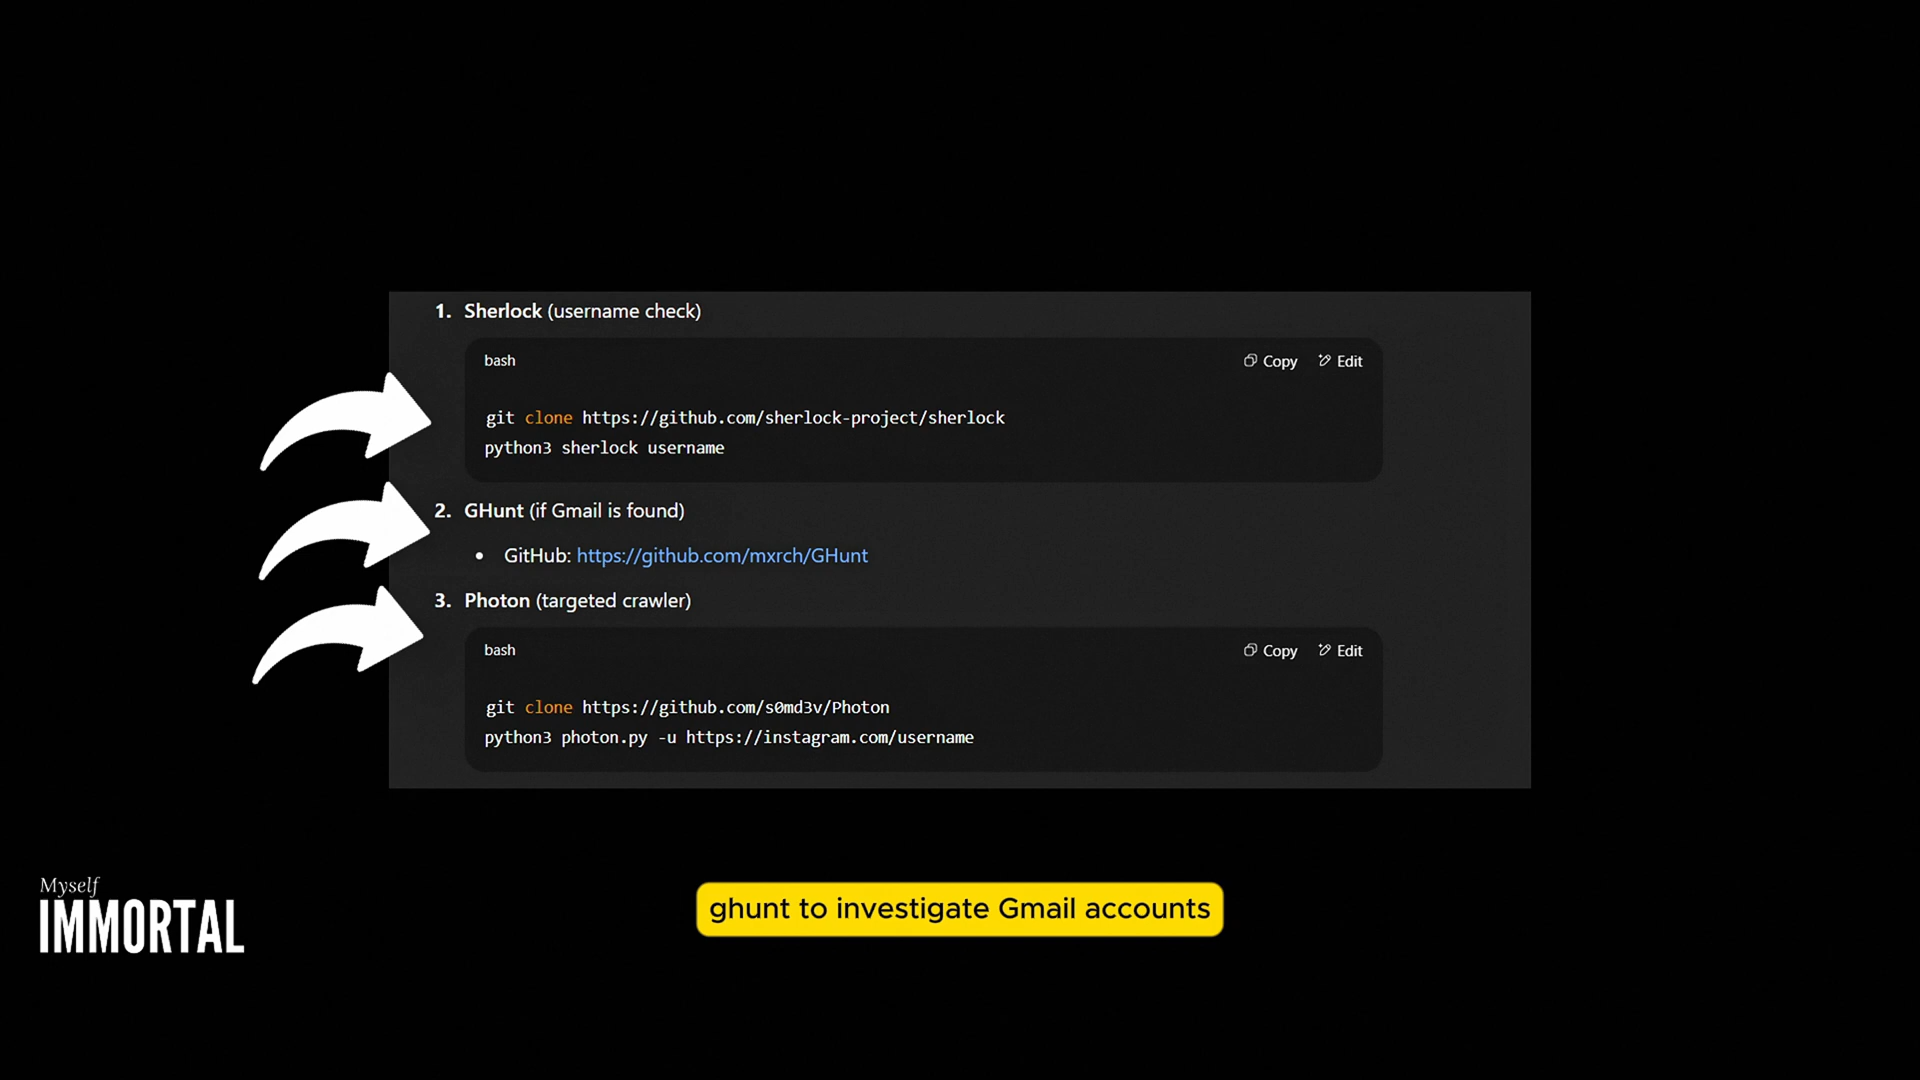 1. Sherlock (username check)
bash
Copy
Edit
git clone https://github.com/sherlock-project/sherlock
python3 sherlock username
2. GHunt (if Gmail is found)
• GitHub: https://github.com/mxrch/GHunt
3. Photon (targeted crawler)
bash
Copy
Edit
git clone https://github.com/s0md3v/Photon
python3 photon.py -u https://instagram.com/username
Myself
IMMORTAL
ghunt to investigate Gmail accounts